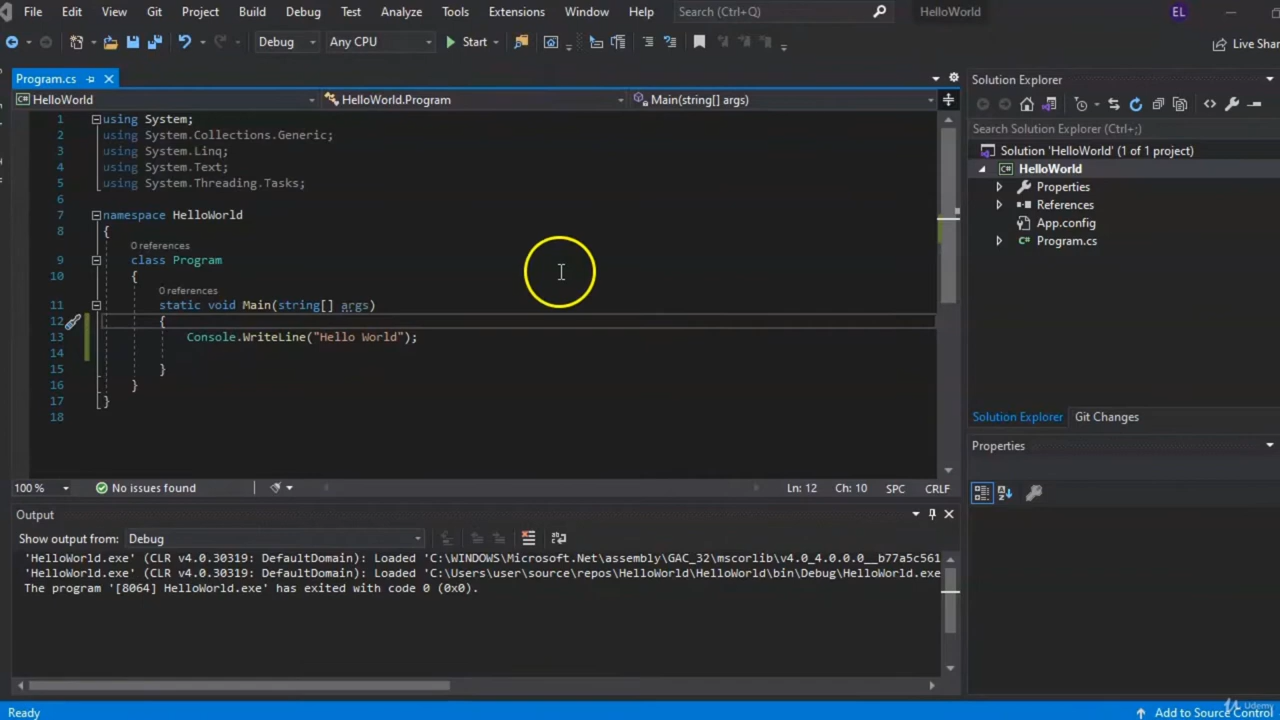 File Edit View Git Project Build Debug Test Analyze Tools Extensions Window Help Search (Ctrl+Q) HelloWorld EL
Debug Any CPU Start Live Shar
Program.cs
HelloWorld HelloWorld.Program Main(string[] args)
1 using System;
2 using System.Collections.Generic;
3 using System.Linq;
4 using System.Text;
5 using System.Threading.Tasks;
6
7 namespace HelloWorld
8 {
0 references
9 class Program
10 {
0 references
11 static void Main(string[] args)
12 {
13 Console.WriteLine("Hello World");
14
15 }
16 }
17 }
18
100 % No issues found Ln: 12 Ch: 10 SPC CRLF
Output
Show output from: Debug
'HelloWorld.exe' (CLR v4.0.30319: DefaultDomain): Loaded 'C:\WINDOWS\Microsoft.Net\assembly\GAC_32\mscorlib\v4.0_4.0.0.0__b77a5c561
'HelloWorld.exe' (CLR v4.0.30319: DefaultDomain): Loaded 'C:\Users\user\source\repos\HelloWorld\HelloWorld\bin\Debug\HelloWorld.exe
The program '[8064] HelloWorld.exe' has exited with code 0 (0x0).
Solution Explorer
Search Solution Explorer (Ctrl+;)
Solution 'HelloWorld' (1 of 1 project)
C# HelloWorld
Properties
References
App.config
C# Program.cs
Solution Explorer Git Changes
Properties
Ready Add to Source Control
Udemy